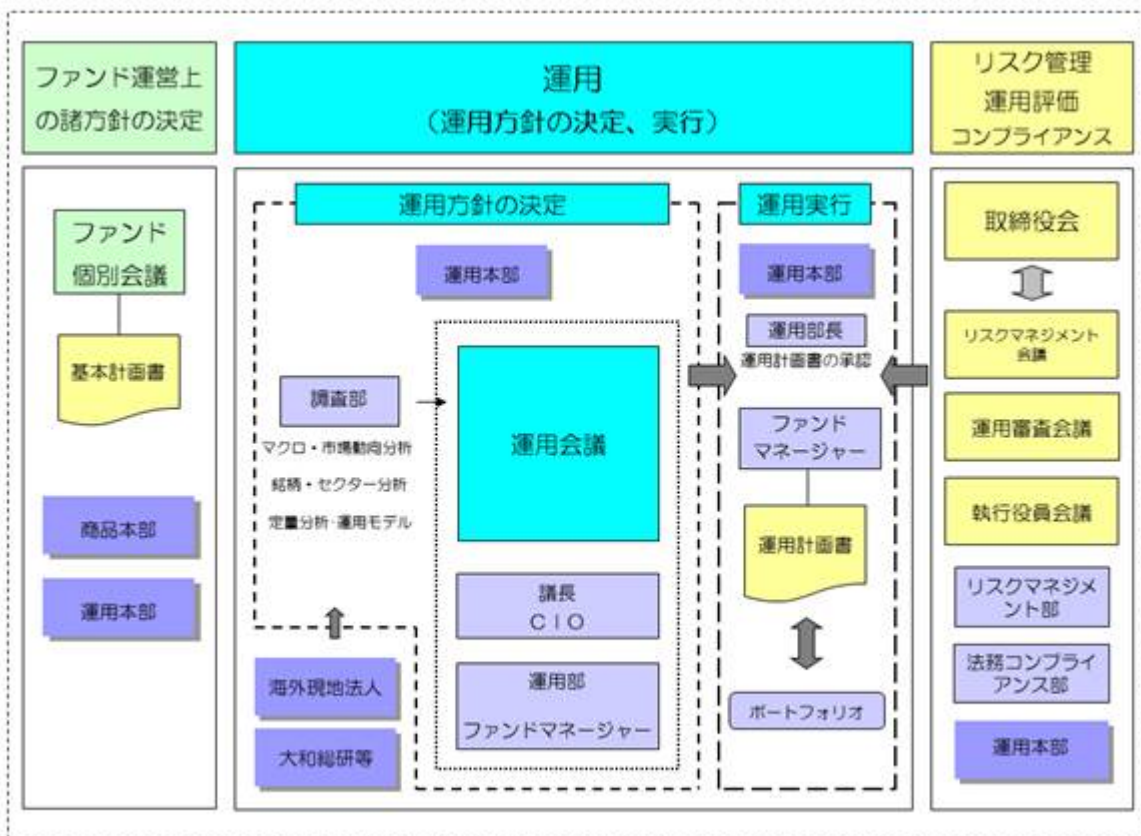 ファンド運営上
の諸方針の決定
運用
（運用方針の決定、実行）
リスク管理
運用評価
コンプライアンス
ファンド
個別会議
基本計画書
商品本部
運用本部
運用方針の決定
運用本部
調査部
マクロ・市場動向分析
銘柄・セクター分析
定量分析・運用モデル
運用会議
議長
ＣＩＯ
運用部
ファンドマネージャー
海外現地法人
大和総研等
運用実行
運用本部
運用部長
運用計画書の承認
ファンド
マネージャー
運用計画書
ポートフォリオ
取締役会
リスクマネジメント
会議
運用審査会議
執行役員会議
リスクマネジメ
ント部
法務コンプライ
アンス部
運用本部